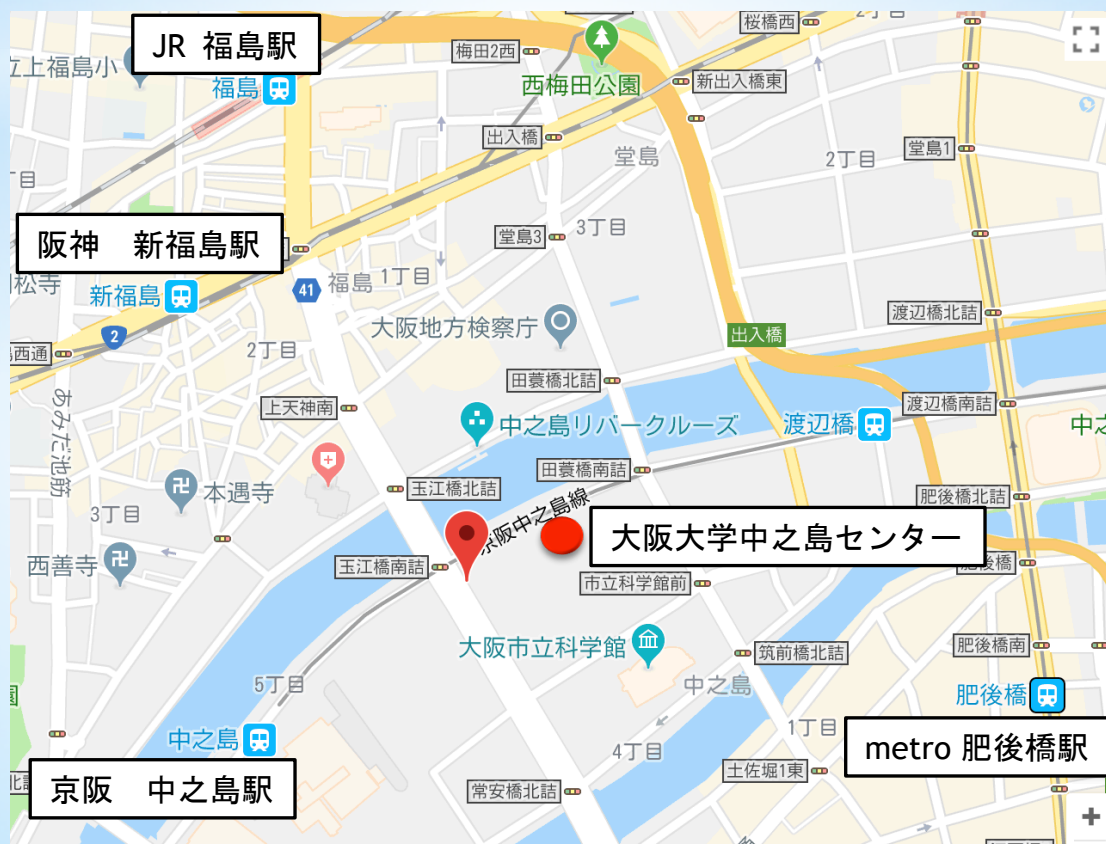 JR 福島駅
桜橋西
2丁目
立上福島小
梅田2西
福島
西梅田公園
新出入橋東
出入橋
堂島
2丁目
堂島1
阪神 新福島駅
堂島3
3丁目
松寺
新福島
41
福島
1丁目
2
大阪地方検察庁
渡辺橋北詰
出入橋
西通
2丁目
田蓑橋北詰
あみだ池筋
上天神南
渡辺橋南詰
中之島リバークルーズ
渡辺橋
田蓑橋南詰
本遇寺
玉江橋北詰
肥後橋北詰
3丁目
京阪中之島線
大阪大学中之島センター
西善寺
玉江橋南詰
市立科学館前
肥後橋
大阪市立科学館
筑前橋北詰
肥後橋南
5丁目
中之島
肥後橋
中之島
1丁目
metro 肥後橋駅
4丁目
土佐堀1東
京阪 中之島駅
常安橋北詰